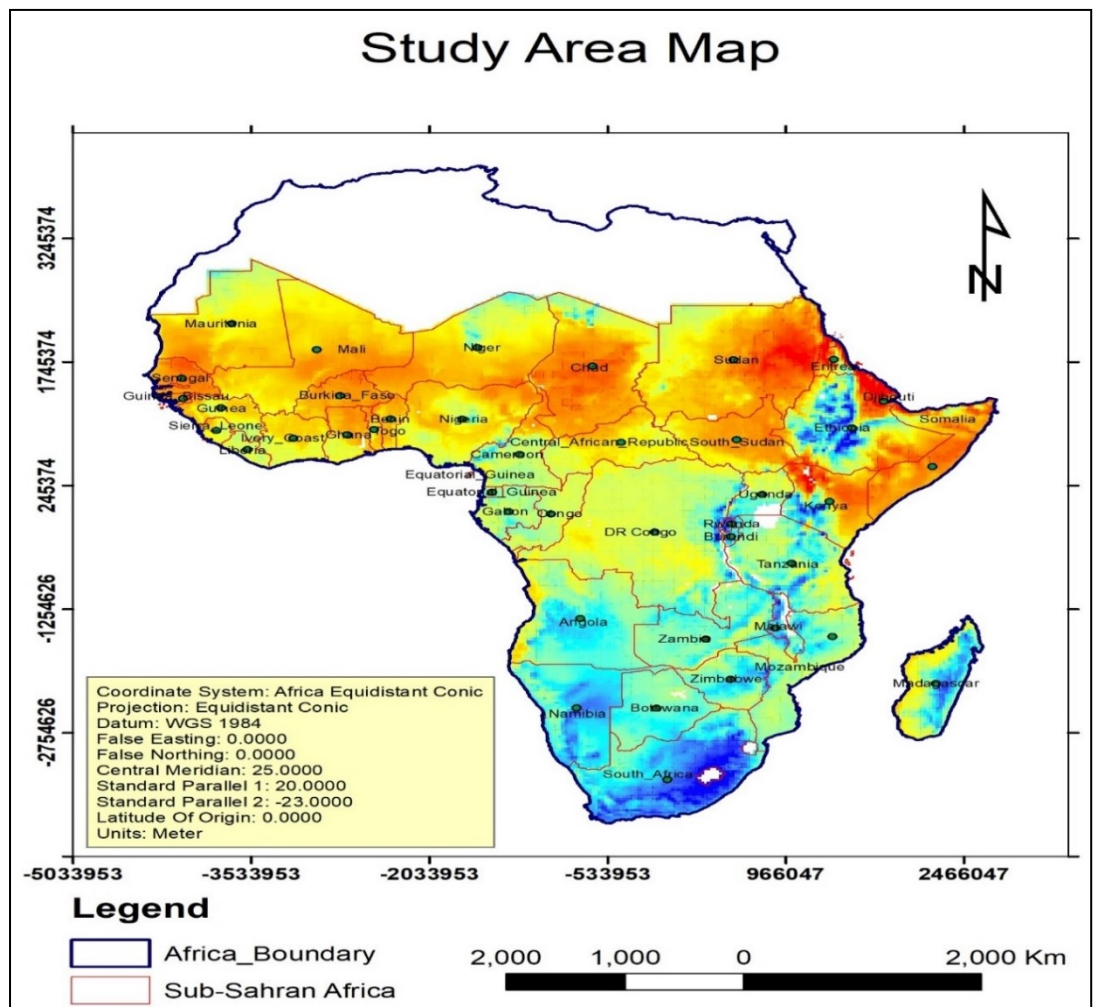 Study Area Map
3245374
1745374
245374
-1254626
-2754626
N
Mauritania
Mali
Niger
Chad
Sudan
Eritrea
Senegal
Guinea_Bissau
Guinea
Burkina_Faso
Benin
Nigeria
Djibouti
Somalia
Sierra_Leone
Ivory_Coast
Ghana
Togo
Central_African_Republic
South_Sudan
Ethiopia
Liberia
Cameroon
Equatorial_Guinea
Equatorial_Guinea
Uganda
Kenya
Gabon
Congo
DR Congo
Rwanda
Burundi
Tanzania
Angola
Zambia
Malawi
Mozambique
Zimbabwe
Madagascar
Namibia
Botswana
South_Africa
Coordinate System: Africa Equidistant Conic
Projection: Equidistant Conic
Datum: WGS 1984
False Easting: 0.0000
False Northing: 0.0000
Central Meridian: 25.0000
Standard Parallel 1: 20.0000
Standard Parallel 2: -23.0000
Latitude Of Origin: 0.0000
Units: Meter
-5033953 -3533953 -2033953 -533953 966047 2466047
Legend
Africa_Boundary
Sub-Sahran Africa
2,000 1,000 0 2,000 Km